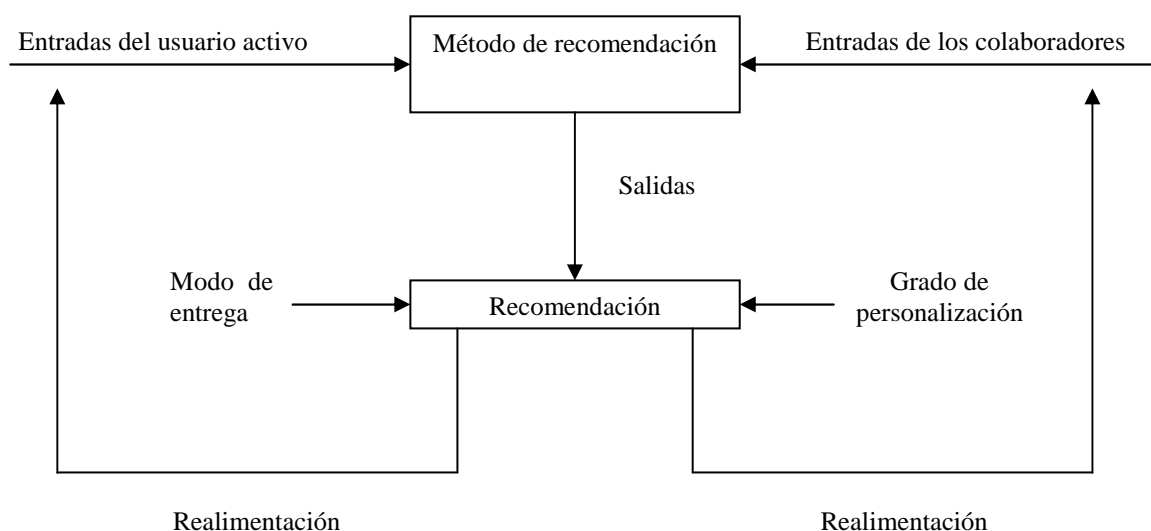 Entradas del usuario activo
Método de recomendación
Entradas de los colaboradores
Salidas
Modo de
entrega
Recomendación
Grado de
personalización
Realimentación
Realimentación